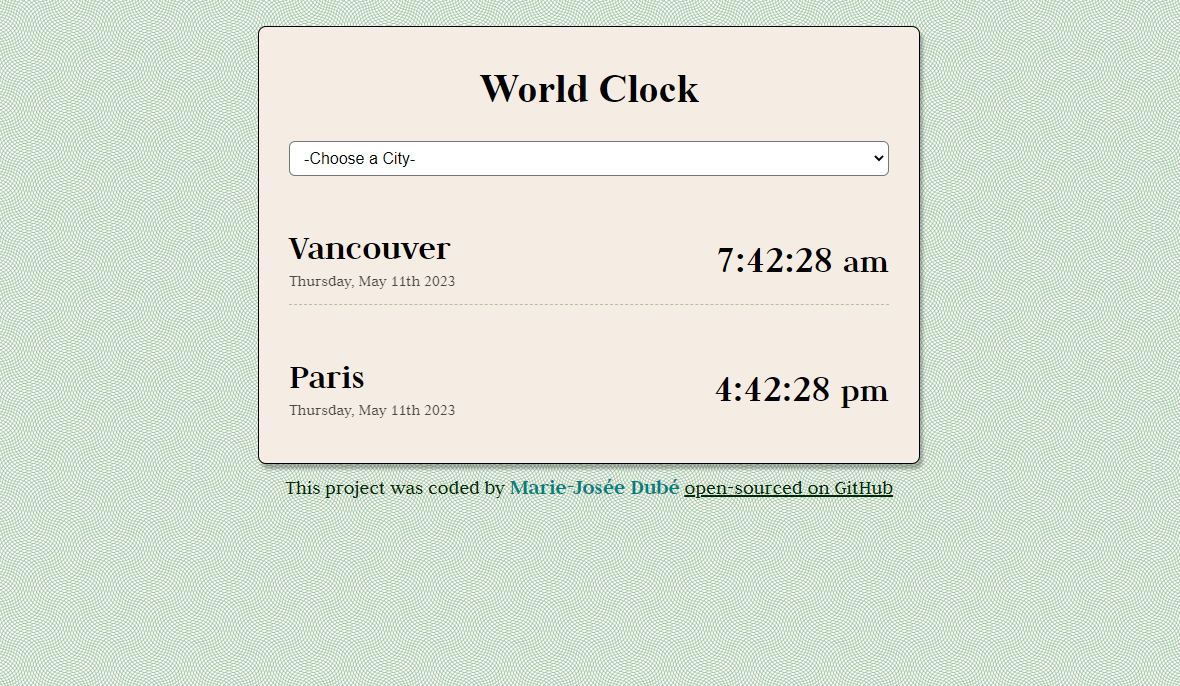 World Clock
-Choose a City-
Vancouver
7:42:28 am
Thursday, May 11th 2023
Paris
4:42:28 pm
Thursday, May 11th 2023
This project was coded by Marie-Josée Dubé open-sourced on GitHub